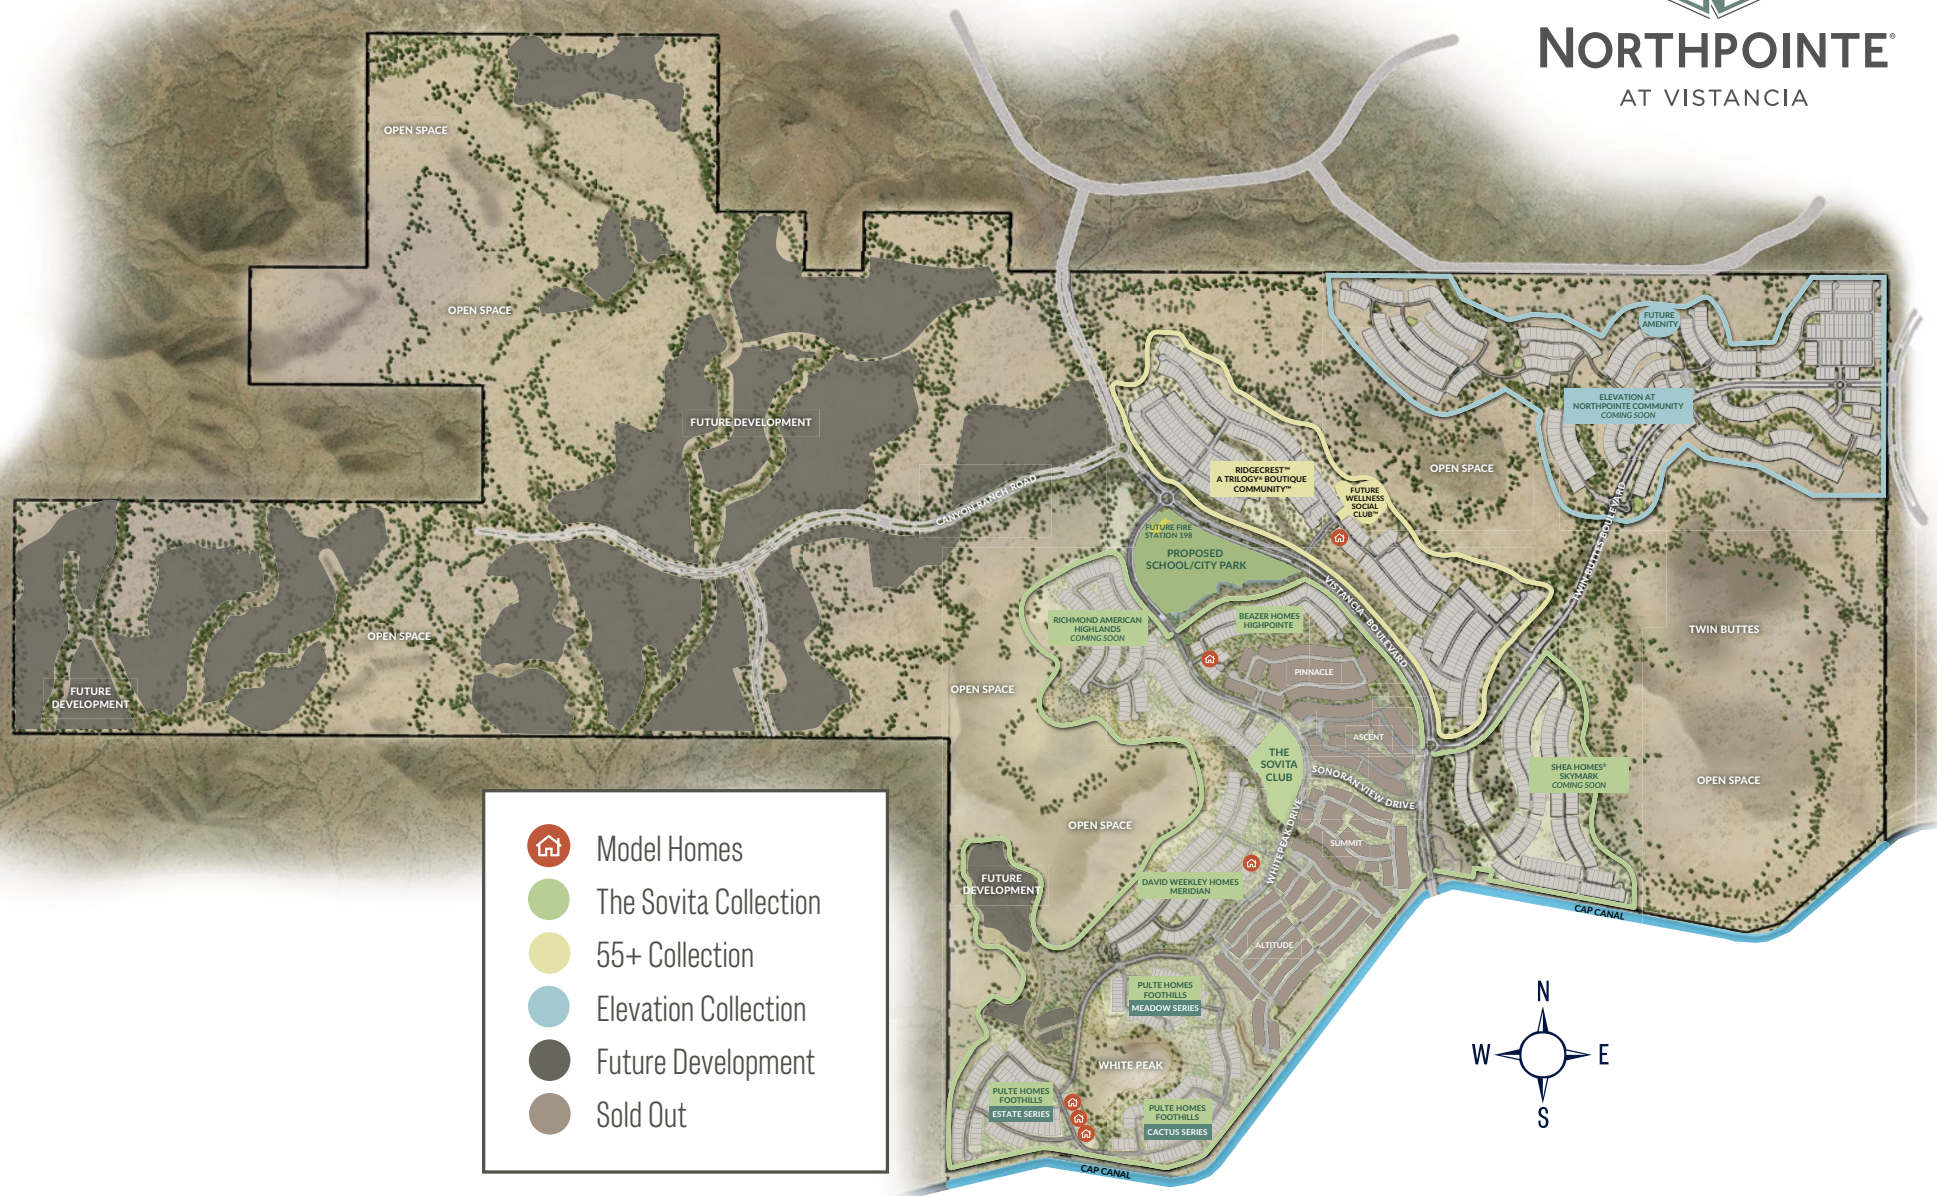 NORTHPOINTE®
AT VISTANCIA
OPEN SPACE
OPEN SPACE
FUTURE DEVELOPMENT
CANYON RANCH ROAD
OPEN SPACE
FUTURE
DEVELOPMENT
FUTURE
AMENITY
ELEVATION AT
NORTHPOINTE COMMUNITY
COMING SOON
OPEN SPACE
RIDGECREST™
A TRILOGY® BOUTIQUE
COMMUNITY™
FUTURE
WELLNESS
SOCIAL
CLUB™
TWIN BUTTES BOULEVARD
FUTURE FIRE
STATION 198
PROPOSED
SCHOOL/CITY PARK
VISTANCIA BOULEVARD
RICHMOND AMERICAN
HIGHLANDS
COMING SOON
BEAZER HOMES
HIGHPOINTE
TWIN BUTTES
PINNACLE
OPEN SPACE
ASCENT
THE
SOVITA
CLUB
SONORAN VIEW DRIVE
SHEA HOMES®
SKYMARK
COMING SOON
OPEN SPACE
OPEN SPACE
WHITEPEAK DRIVE
SUMMIT
FUTURE
DEVELOPMENT
DAVID WEEKLEY HOMES
MERIDIAN
CAP CANAL
ALTITUDE
PULTE HOMES
FOOTHILLS
MEADOW SERIES
WHITE PEAK
PULTE HOMES
FOOTHILLS
ESTATE SERIES
PULTE HOMES
FOOTHILLS
CACTUS SERIES
CAP CANAL
Model Homes
The Sovita Collection
55+ Collection
Elevation Collection
Future Development
Sold Out
N
W
E
S